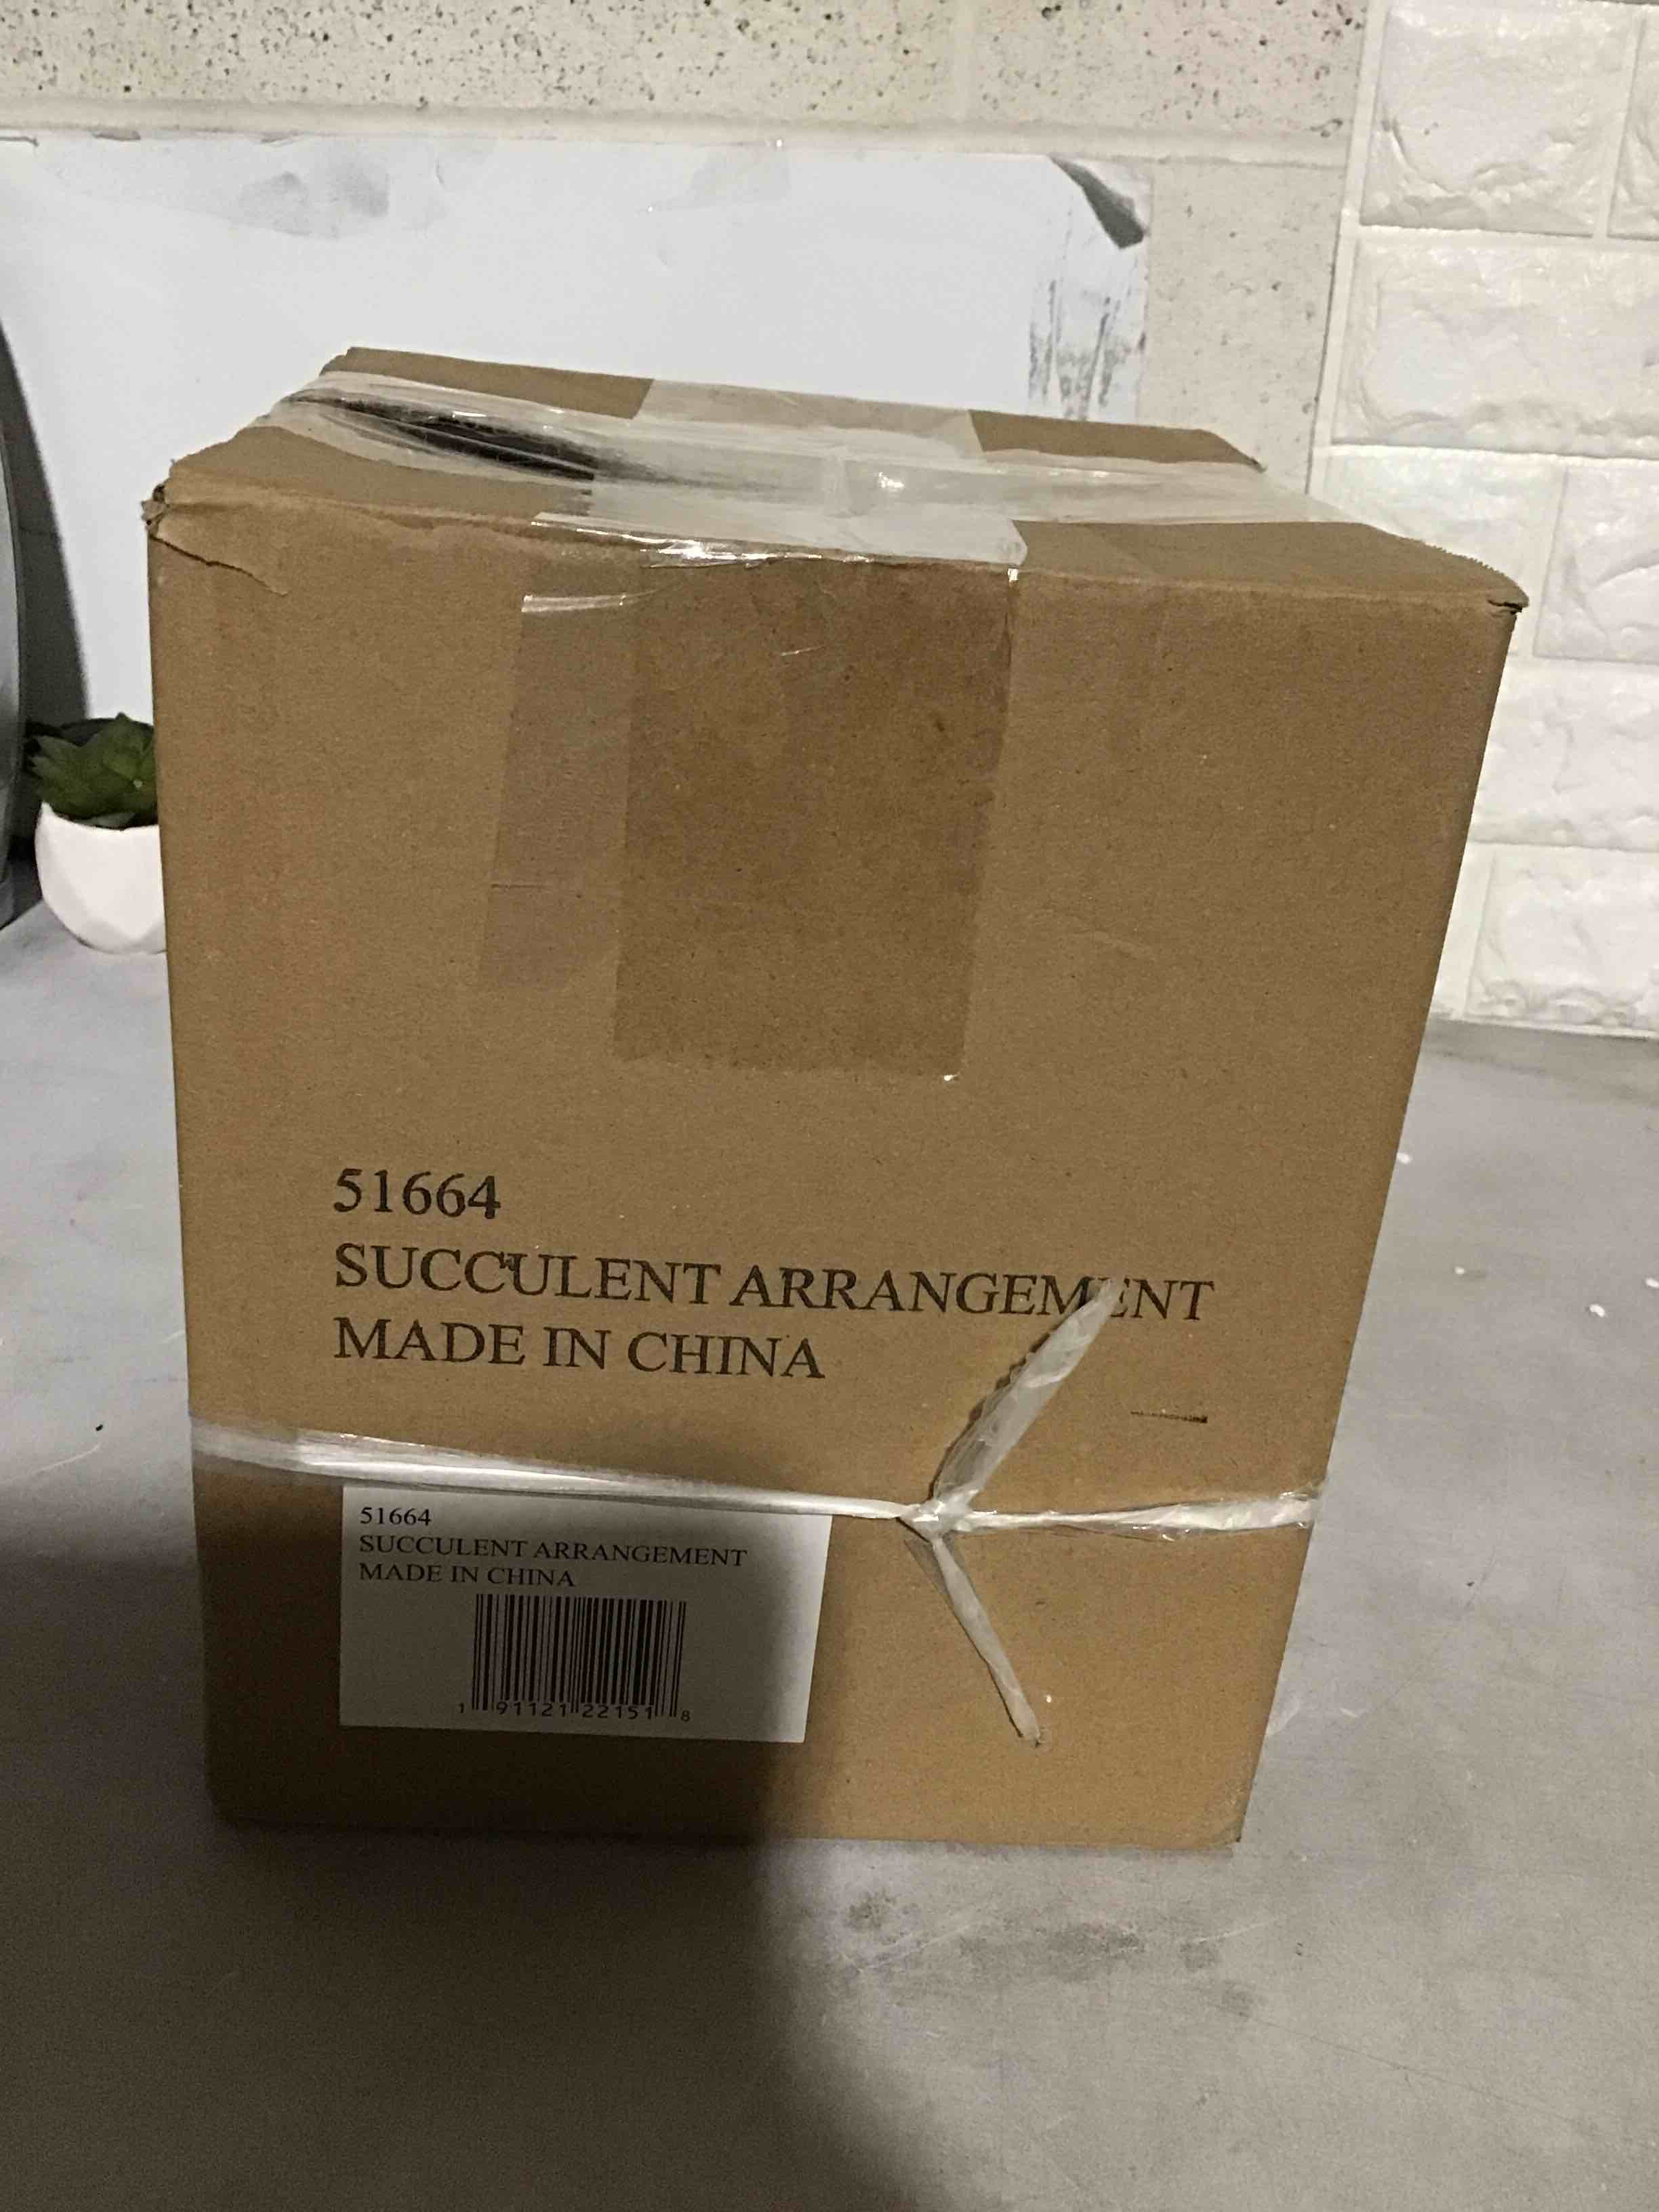 51664
SUCCULENT ARRANGEMENT
MADE IN CHINA
51664
SUCCULENT ARRANGEMENT
MADE IN CHINA
1 91121 22151 8